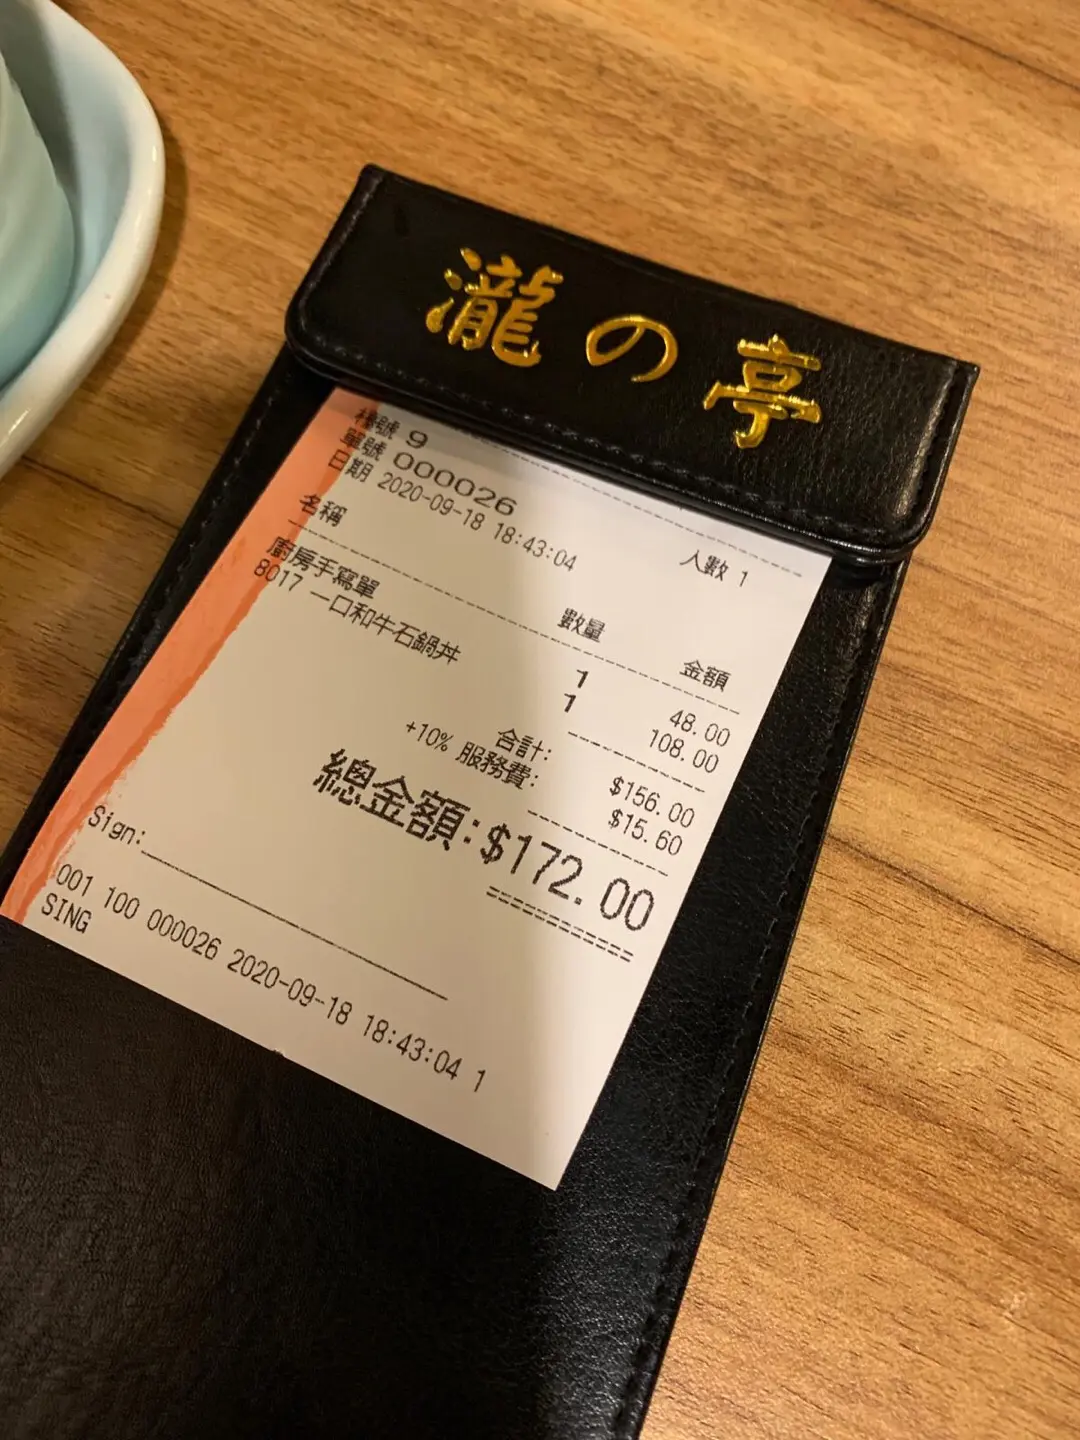 瀧の亭
檯號 9
單號 000026
日期 2020-09-18 18:43:04 人數 1
名稱 數量 金額
廚房手寫單 1 48.00
8017 一口和牛石鍋丼 1 108.00
合計: $156.00
+10% 服務費: $15.60
總金額:$172.00
Sign:
001 100 000026 2020-09-18 18:43:04 1
SING